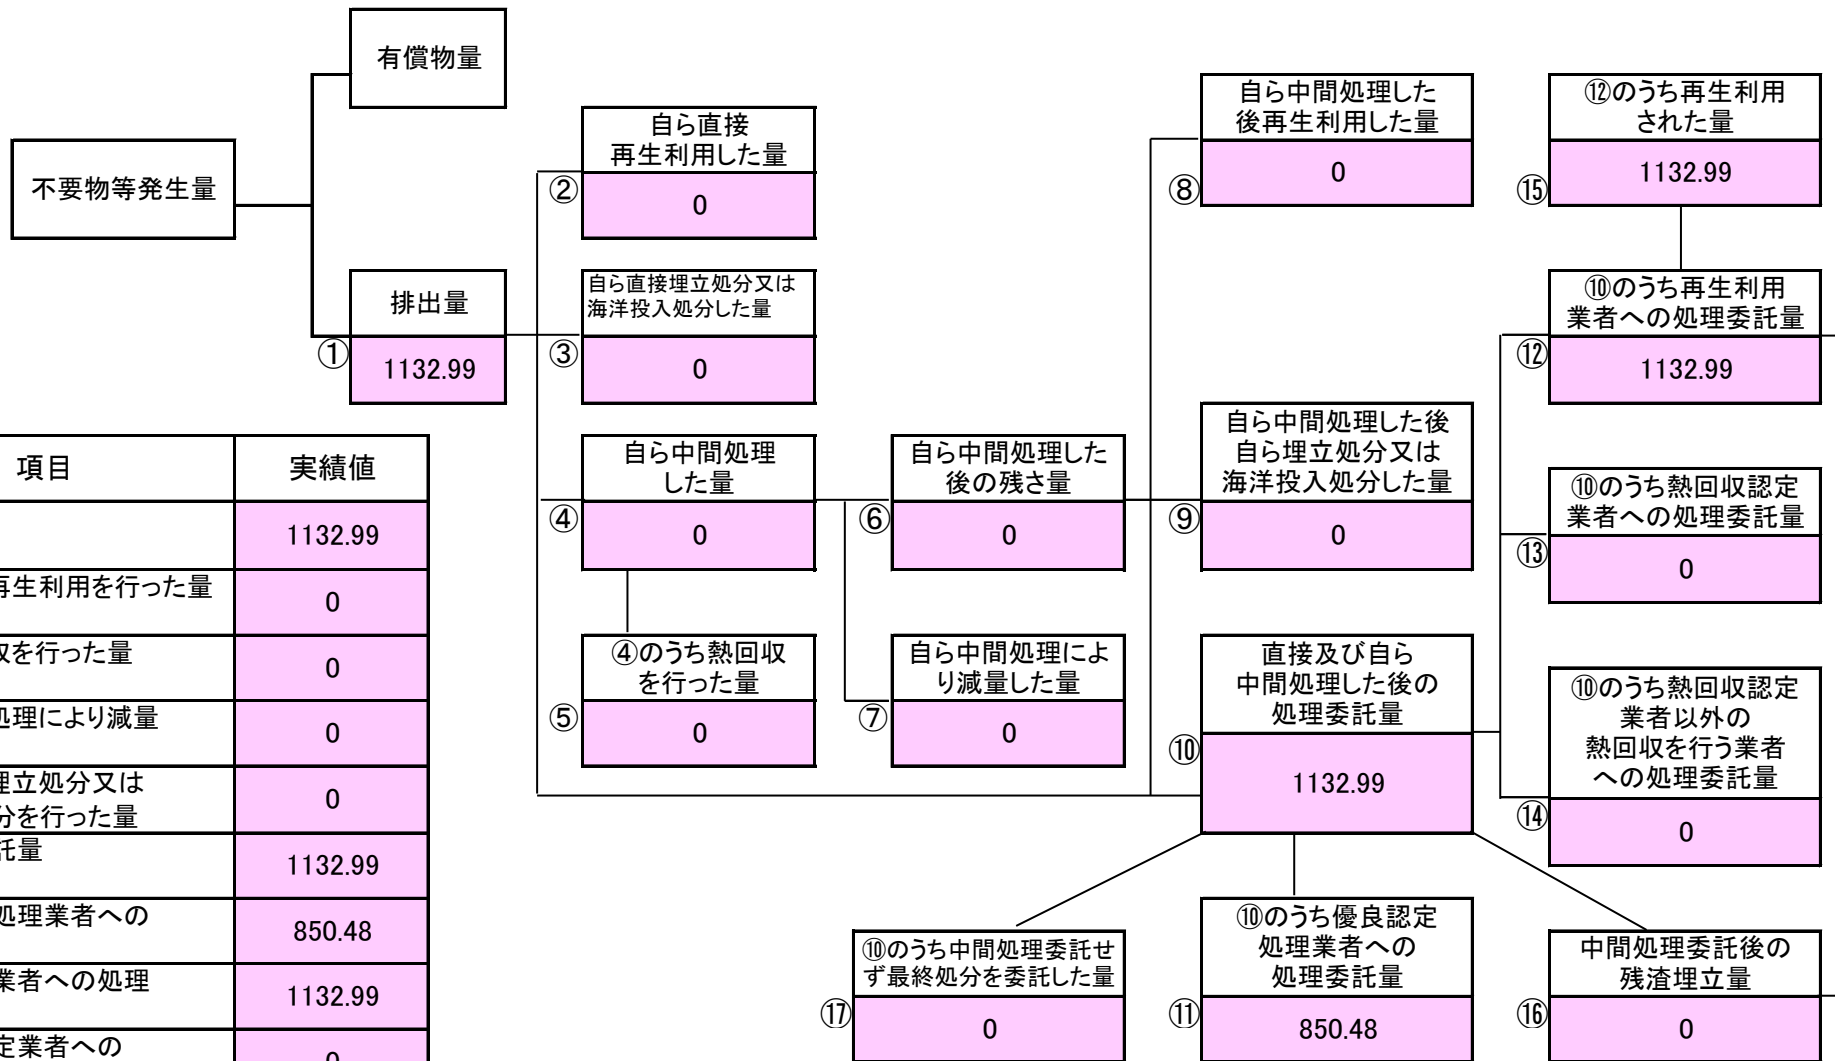 有償物量
不要物等発生量
排出量
①
1132.99
自ら直接
再生利用した量
②
0
自ら直接埋立処分又は
海洋投入処分した量
③
0
自ら中間処理
した量
④
0
④のうち熱回収
を行った量
⑤
0
自ら中間処理した
後の残さ量
⑥
0
自ら中間処理によ
り減量した量
⑦
0
自ら中間処理した
後再生利用した量
⑧
0
自ら中間処理した後
自ら埋立処分又は
海洋投入処分した量
⑨
0
直接及び自ら
中間処理した後の
処理委託量
⑩
1132.99
⑩のうち中間処理委託せ
ず最終処分を委託した量
⑰
0
⑩のうち優良認定
処理業者への
処理委託量
⑪
850.48
⑫のうち再生利用
された量
⑮
1132.99
⑩のうち再生利用
業者への処理委託量
⑫
1132.99
⑩のうち熱回収認定
業者への処理委託量
⑬
0
⑩のうち熱回収認定
業者以外の
熱回収を行う業者
への処理委託量
⑭
0
中間処理委託後の
残渣埋立量
⑯
0
項目 実績値
1132.99
再生利用を行った量 0
収を行った量 0
処理により減量 0
埋立処分又は
分を行った量 0
託量 1132.99
処理業者への 850.48
業者への処理 1132.99
定業者への 0